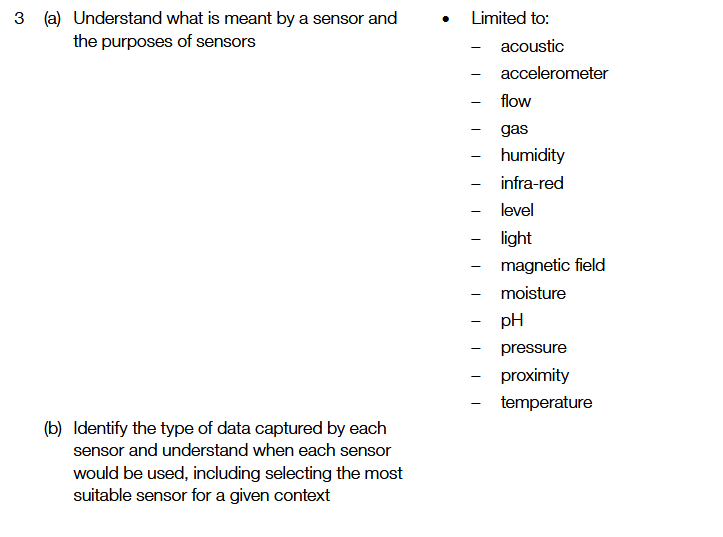 3 (a) Understand what is meant by a sensor and
the purposes of sensors
• Limited to:
– acoustic
– accelerometer
– flow
– gas
– humidity
– infra-red
– level
– light
– magnetic field
– moisture
– pH
– pressure
– proximity
– temperature
(b) Identify the type of data captured by each
sensor and understand when each sensor
would be used, including selecting the most
suitable sensor for a given context